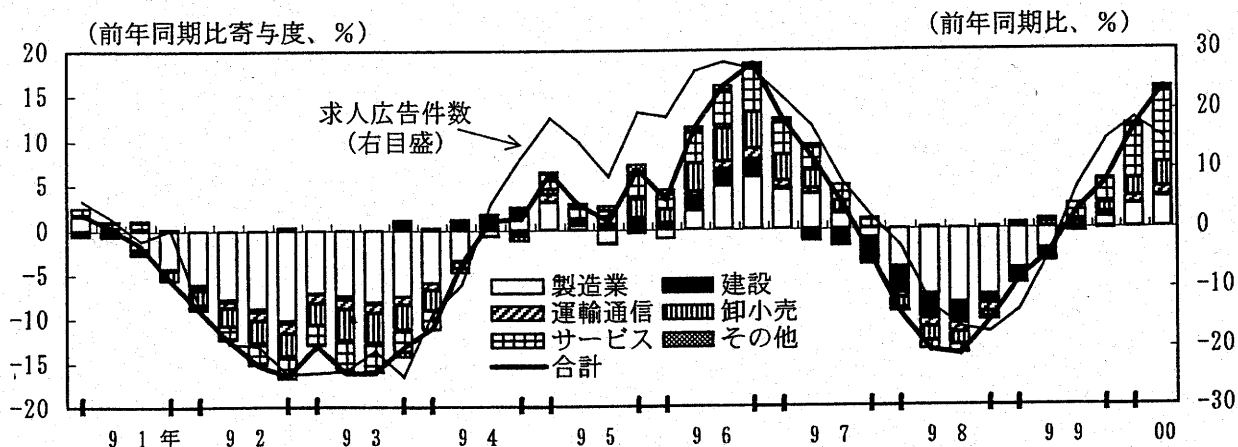 (前年同期比寄与度、%)
(前年同期比、%)
20
15
10
5
0
-5
-10
-15
-20
30
20
10
0
-10
-20
-30
求人広告件数
(右目盛)
製造業
建設
運輸通信
卸小売
サービス
その他
合計
91年
92
93
94
95
96
97
98
99
00